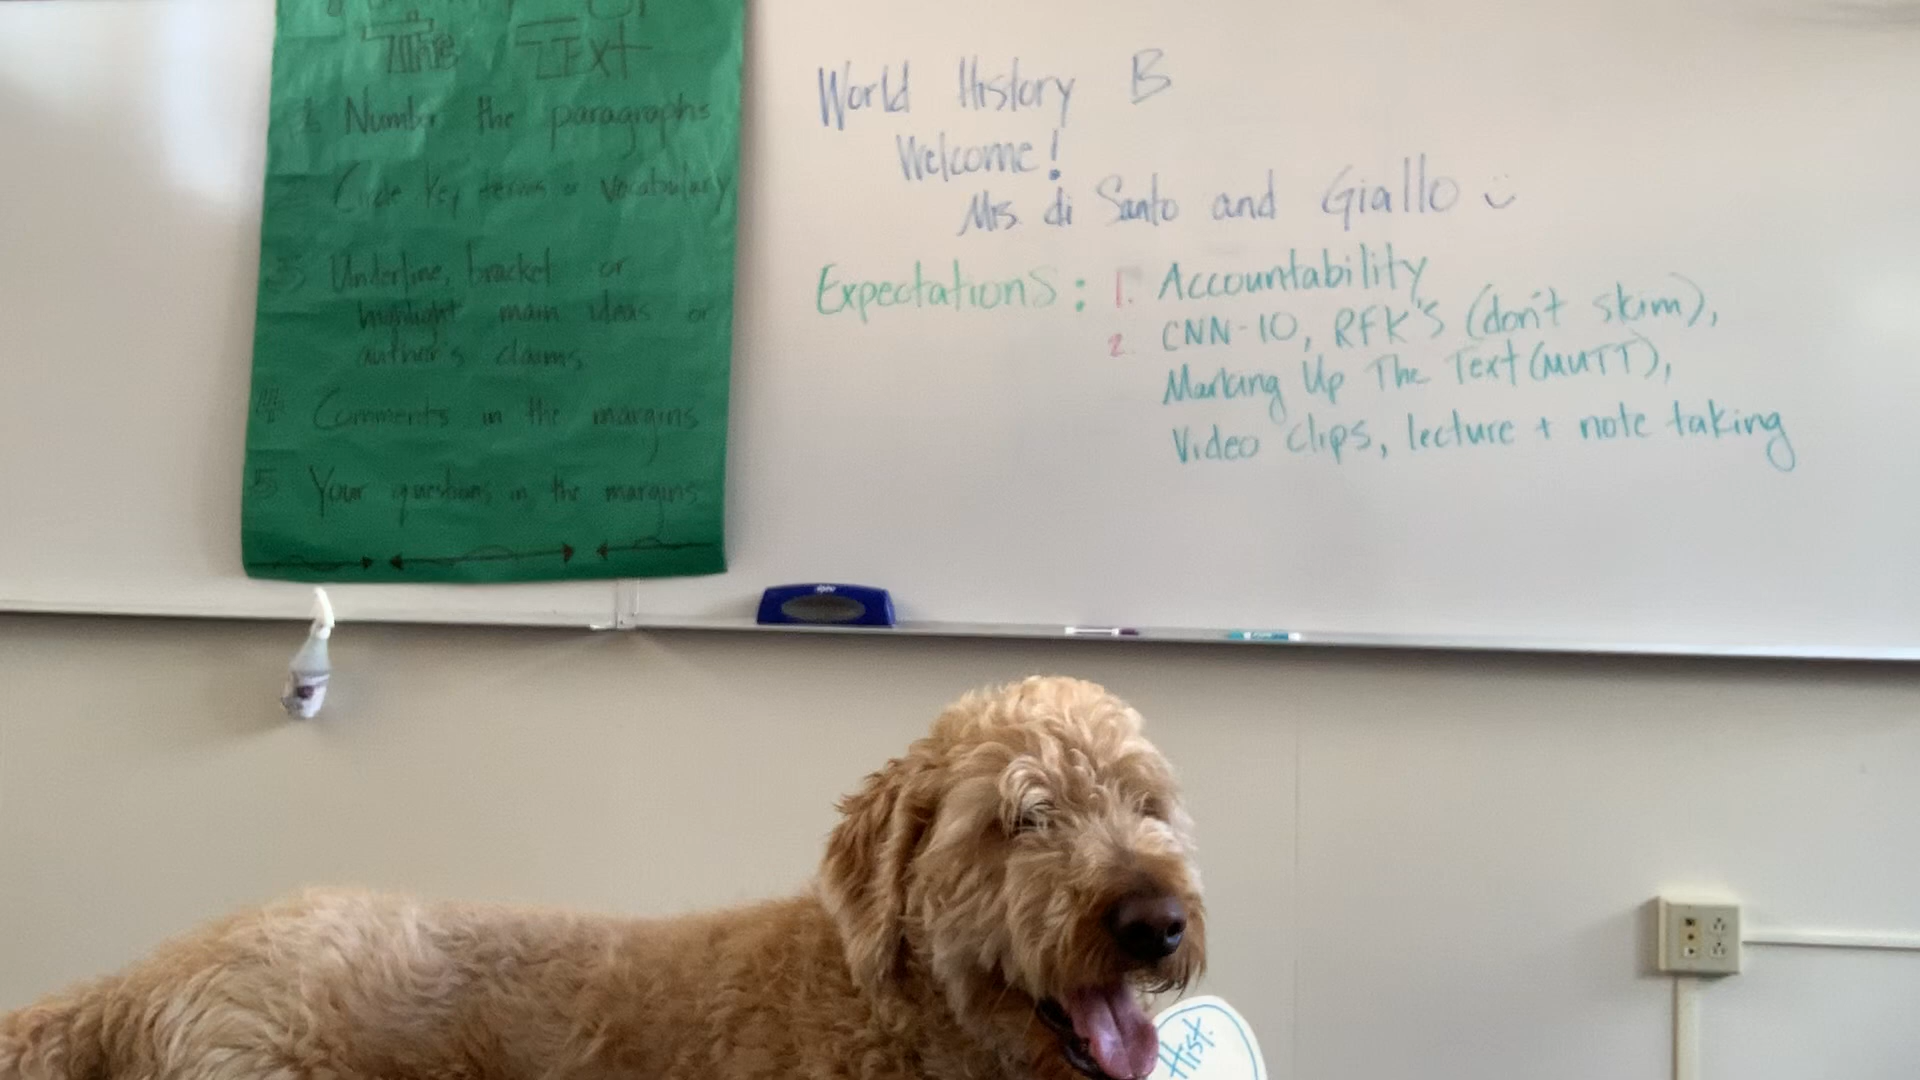 The Text
1. Number the paragraphs
2. Circle key terms or vocabulary
3. Underline, bracket or
highlight main ideas or
author's claims
4. Comments in the margins
5. Your questions in the margins
World History B
Welcome!
Mrs. di Santo and Giallo
Expectations: 1. Accountability
2. CNN-10, RFK's (don't skim),
Marking Up The Text (MUTT),
Video clips, lecture + note taking
Hist.